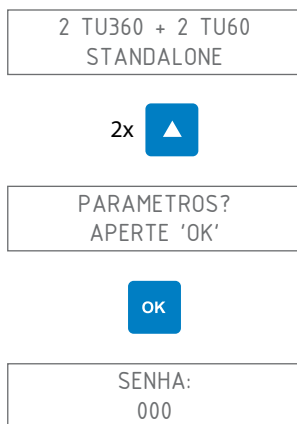 2 TU360 + 2 TU60
STANDALONE
2x
PARAMETROS?
APERTE 'OK'
OK
SENHA:
000